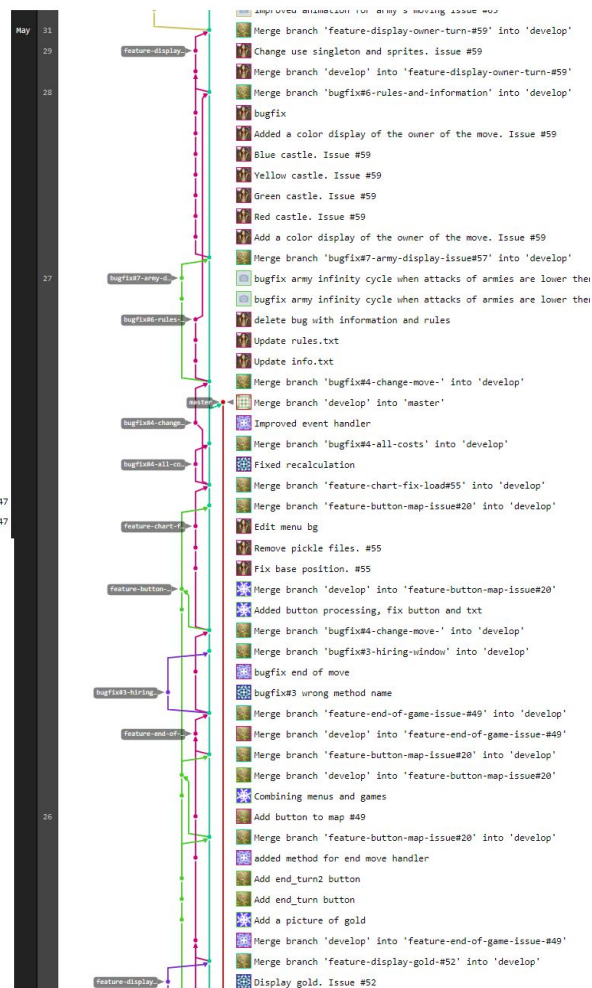 Improved animation for army's moving issue #65
May 31 Merge branch 'feature-display-owner-turn-#59' into 'develop'
29 feature-display… Change use singleton and sprites. issue #59
Merge branch 'develop' into 'feature-display-owner-turn-#59'
28 Merge branch 'bugfix#6-rules-and-information' into 'develop'
bugfix
Added a color display of the owner of the move. Issue #59
Blue castle. Issue #59
Yellow castle. Issue #59
Green castle. Issue #59
Red castle. Issue #59
Add a color display of the owner of the move. Issue #59
Merge branch 'bugfix#7-army-display-issue#57' into 'develop'
27 bugfix#7-army-d… bugfix army infinity cycle when attacks of armies are lower then
bugfix army infinity cycle when attacks of armies are lower then
bugfix#6-rules-… delete bug with information and rules
Update rules.txt
Update info.txt
Merge branch 'bugfix#4-change-move-' into 'develop'
master Merge branch 'develop' into 'master'
bugfix#4-change… Improved event handler
Merge branch 'bugfix#4-all-costs' into 'develop'
bugfix#4-all-co… Fixed recalculation
Merge branch 'feature-chart-fix-load#55' into 'develop'
47
Merge branch 'feature-button-map-issue#20' into 'develop'
47 feature-chart-f… Edit menu bg
Remove pickle files. #55
Fix base position. #55
feature-button-… Merge branch 'develop' into 'feature-button-map-issue#20'
Added button processing, fix button and txt
Merge branch 'bugfix#4-change-move-' into 'develop'
Merge branch 'bugfix#3-hiring-window' into 'develop'
bugfix end of move
bugfix#3-hiring… bugfix#3 wrong method name
Merge branch 'feature-end-of-game-issue-#49' into 'develop'
feature-end-of-… Merge branch 'develop' into 'feature-end-of-game-issue-#49'
Merge branch 'feature-button-map-issue#20' into 'develop'
Merge branch 'develop' into 'feature-button-map-issue#20'
Combining menus and games
26 Add button to map #49
Merge branch 'feature-button-map-issue#20' into 'develop'
added method for end move handler
Add end_turn2 button
Add end_turn button
Add a picture of gold
Merge branch 'develop' into 'feature-end-of-game-issue-#49'
Merge branch 'feature-display-gold-#52' into 'develop'
feature-display… Display gold. Issue #52